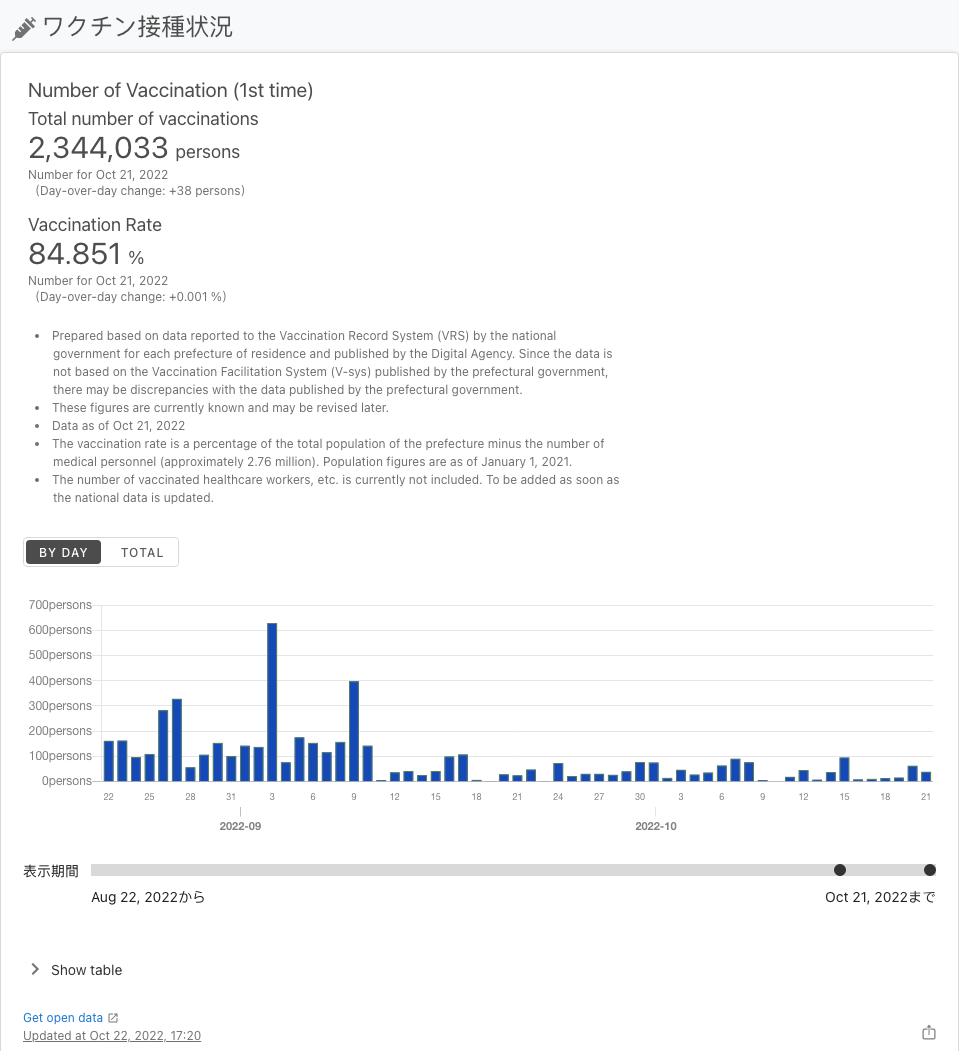 ワクチン接種状況
Number of Vaccination (1st time)
Total number of vaccinations
2,344,033 persons
Number for Oct 21, 2022
(Day-over-day change: +38 persons)
Vaccination Rate
84.851 %
Number for Oct 21, 2022
(Day-over-day change: +0.001 %)
• Prepared based on data reported to the Vaccination Record System (VRS) by the national
government for each prefecture of residence and published by the Digital Agency. Since the data is
not based on the Vaccination Facilitation System (V-sys) published by the prefectural government,
there may be discrepancies with the data published by the prefectural government.
• These figures are currently known and may be revised later.
• Data as of Oct 21, 2022
• The vaccination rate is a percentage of the total population of the prefecture minus the number of
medical personnel (approximately 2.76 million). Population figures are as of January 1, 2021.
• The number of vaccinated healthcare workers, etc. is currently not included. To be added as soon as
the national data is updated.
BY DAY TOTAL
700persons
600persons
500persons
400persons
300persons
200persons
100persons
0persons
22 25 28 31 3 6 9 12 15 18 21 24 27 30 3 6 9 12 15 18 21
2022-09 2022-10
表示期間
Aug 22, 2022から Oct 21, 2022まで
Show table
Get open data
Updated at Oct 22, 2022, 17:20